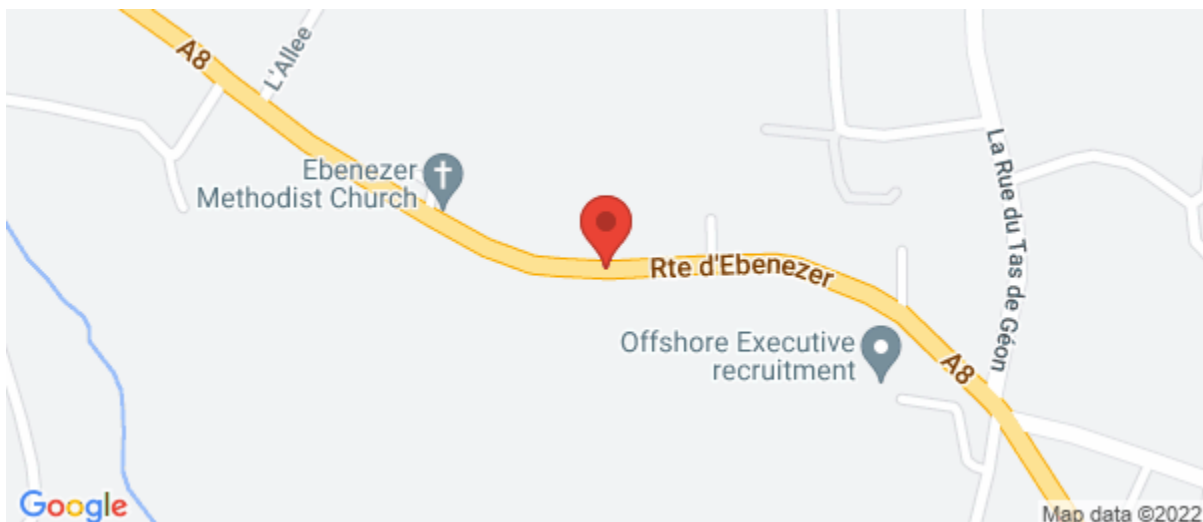 A8
L'Allee
Ebenezer
Methodist Church
Rte d'Ebenezer
La Rue du Tas de Géon
Offshore Executive
recruitment
A8
Google
Map data ©2022